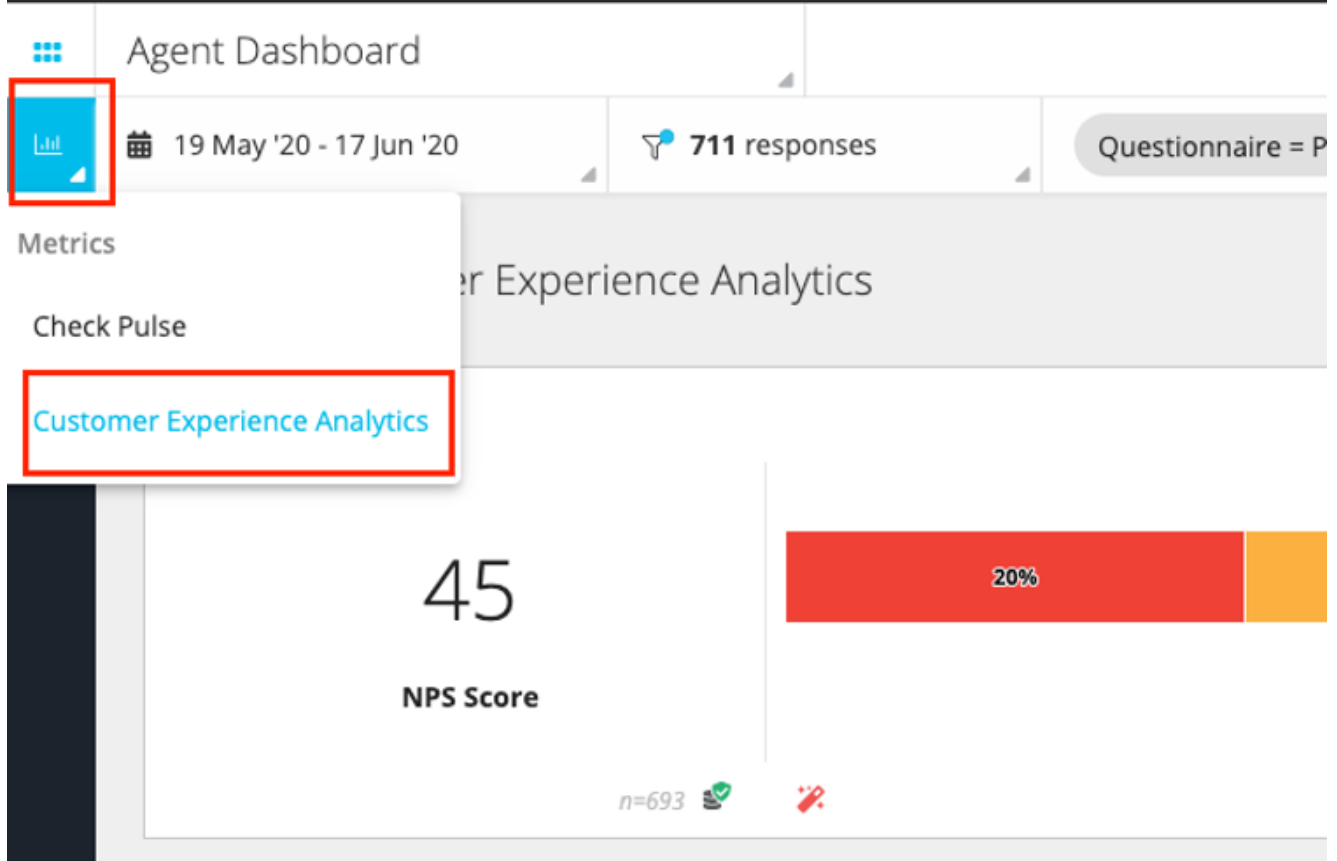 Agent Dashboard
19 May '20 - 17 Jun '20
711 responses
Questionnaire = P
Metrics
er Experience Analytics
Check Pulse
Customer Experience Analytics
45
20%
NPS Score
n=693